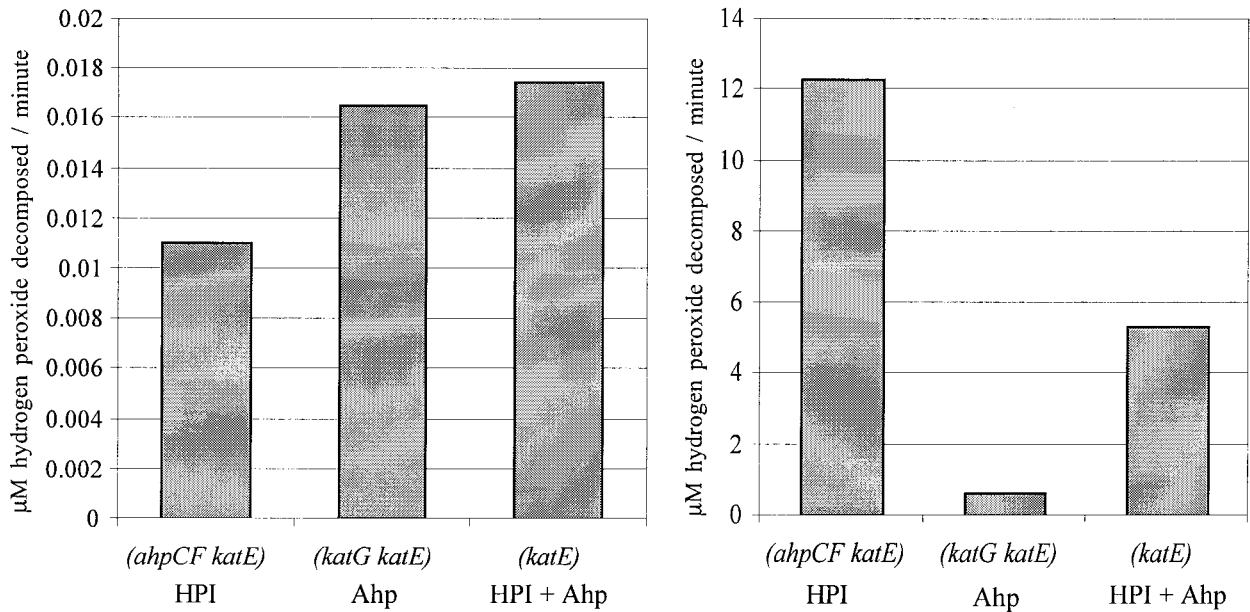 µM hydrogen peroxide decomposed / minute
0.02
0.018
0.016
0.014
0.012
0.01
0.008
0.006
0.004
0.002
0
(ahpCF katE)
HPI
(katG katE)
Ahp
(katE)
HPI + Ahp
µM hydrogen peroxide decomposed / minute
14
12
10
8
6
4
2
0
(ahpCF katE)
HPI
(katG katE)
Ahp
(katE)
HPI + Ahp